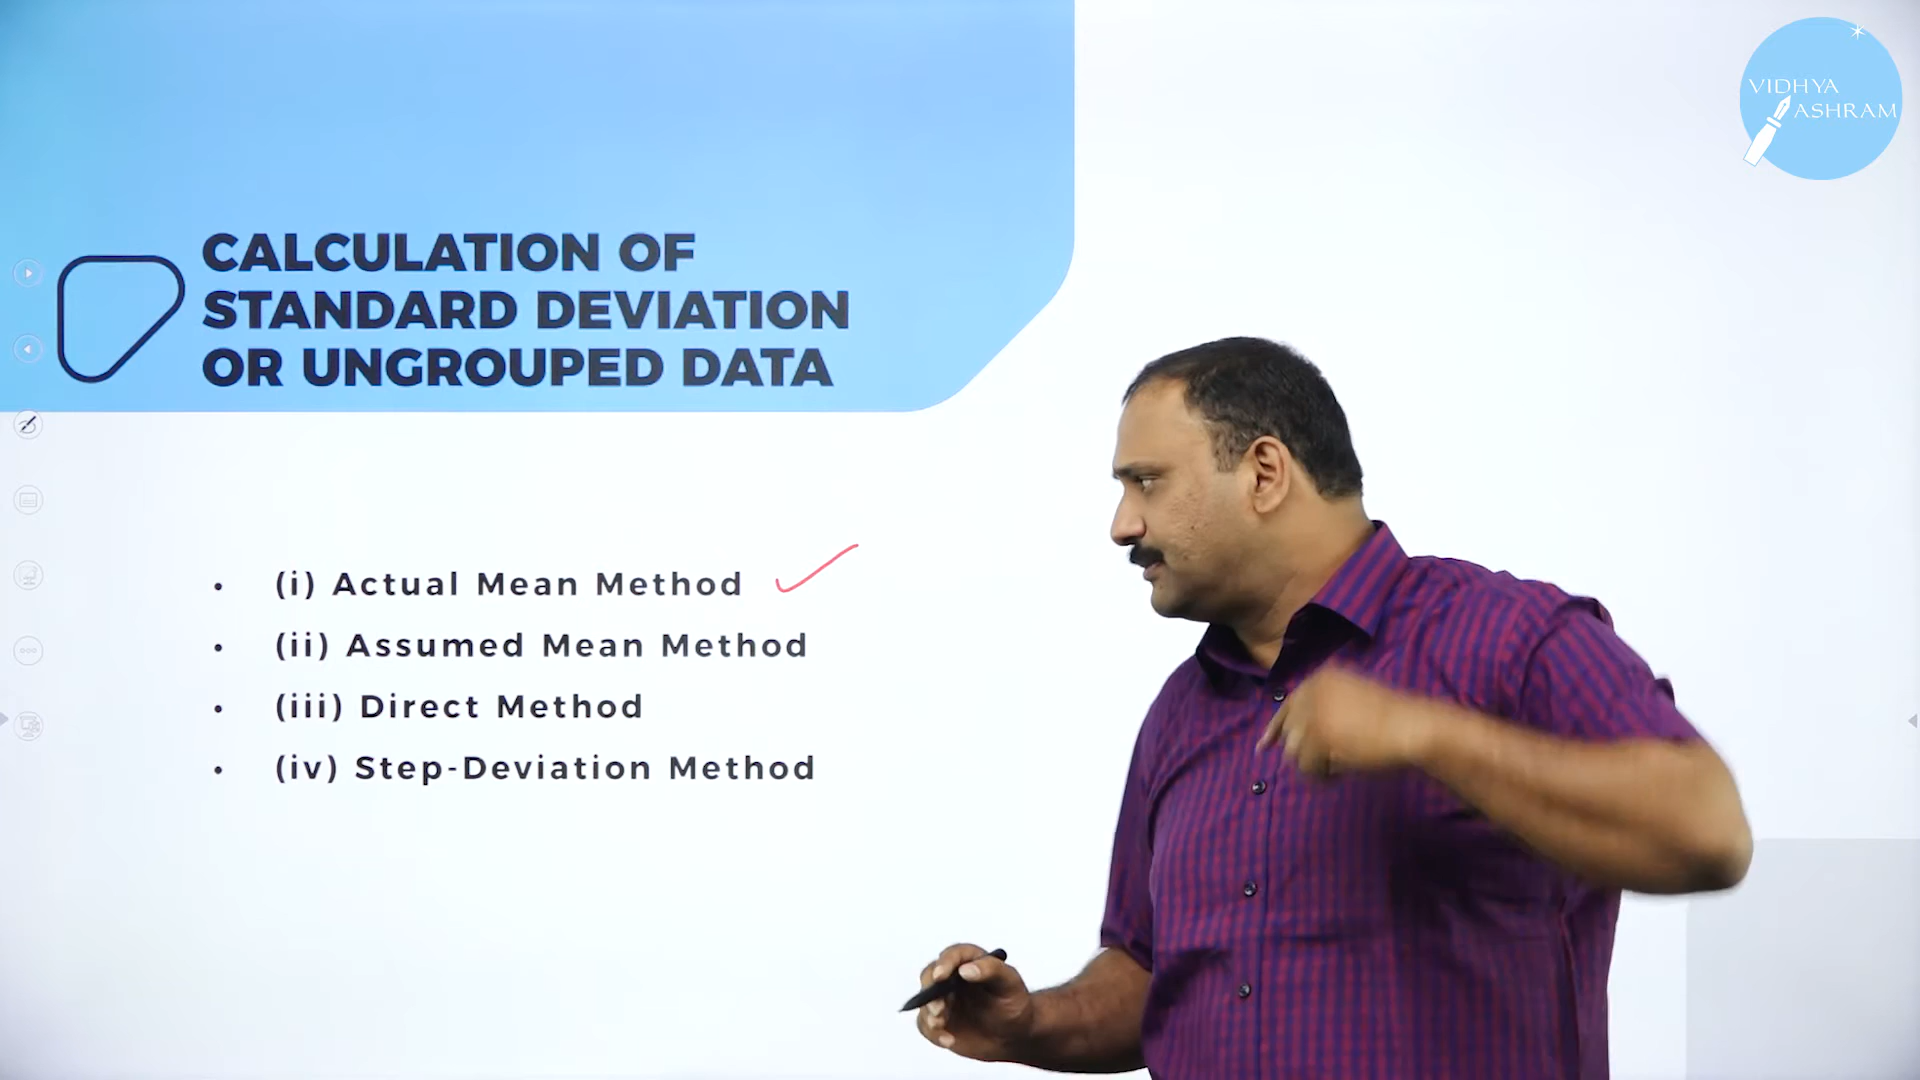 VIDHYA
ASHRAM
CALCULATION OF
STANDARD DEVIATION
OR UNGROUPED DATA
• (i) Actual Mean Method
• (ii) Assumed Mean Method
• (iii) Direct Method
• (iv) Step-Deviation Method